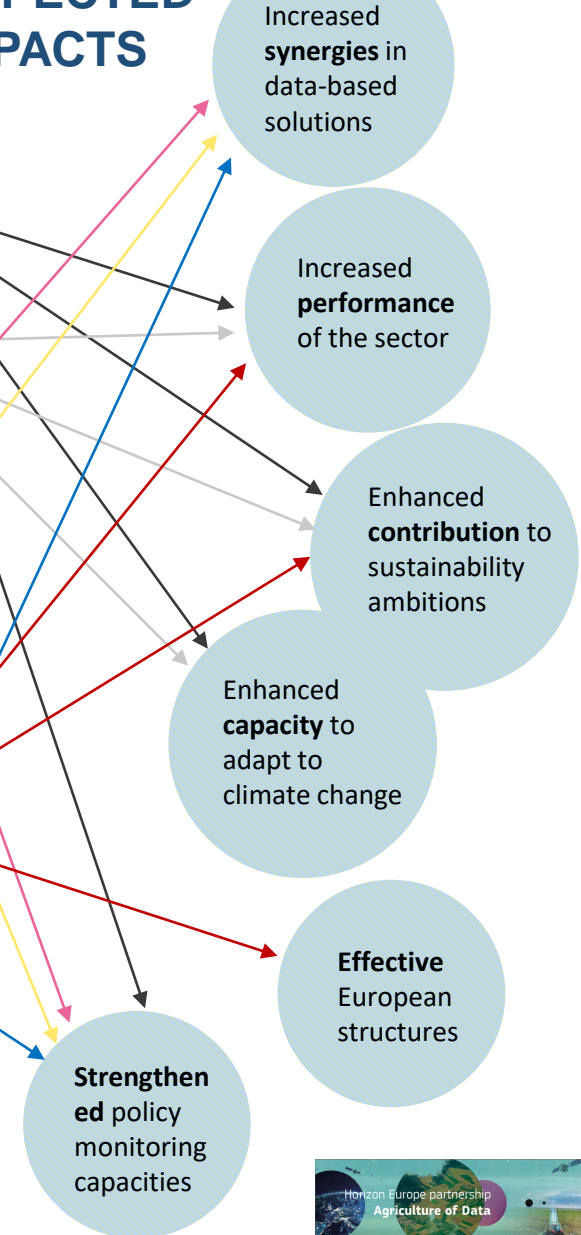 PECTED
PACTS
Increased
synergies in
data-based
solutions
Increased
performance
of the sector
Enhanced
contribution to
sustainability
ambitions
Enhanced
capacity to
adapt to
climate change
Effective
European
structures
Strengthen
ed policy
monitoring
capacities
Horizon Europe partnership
Agriculture of Data